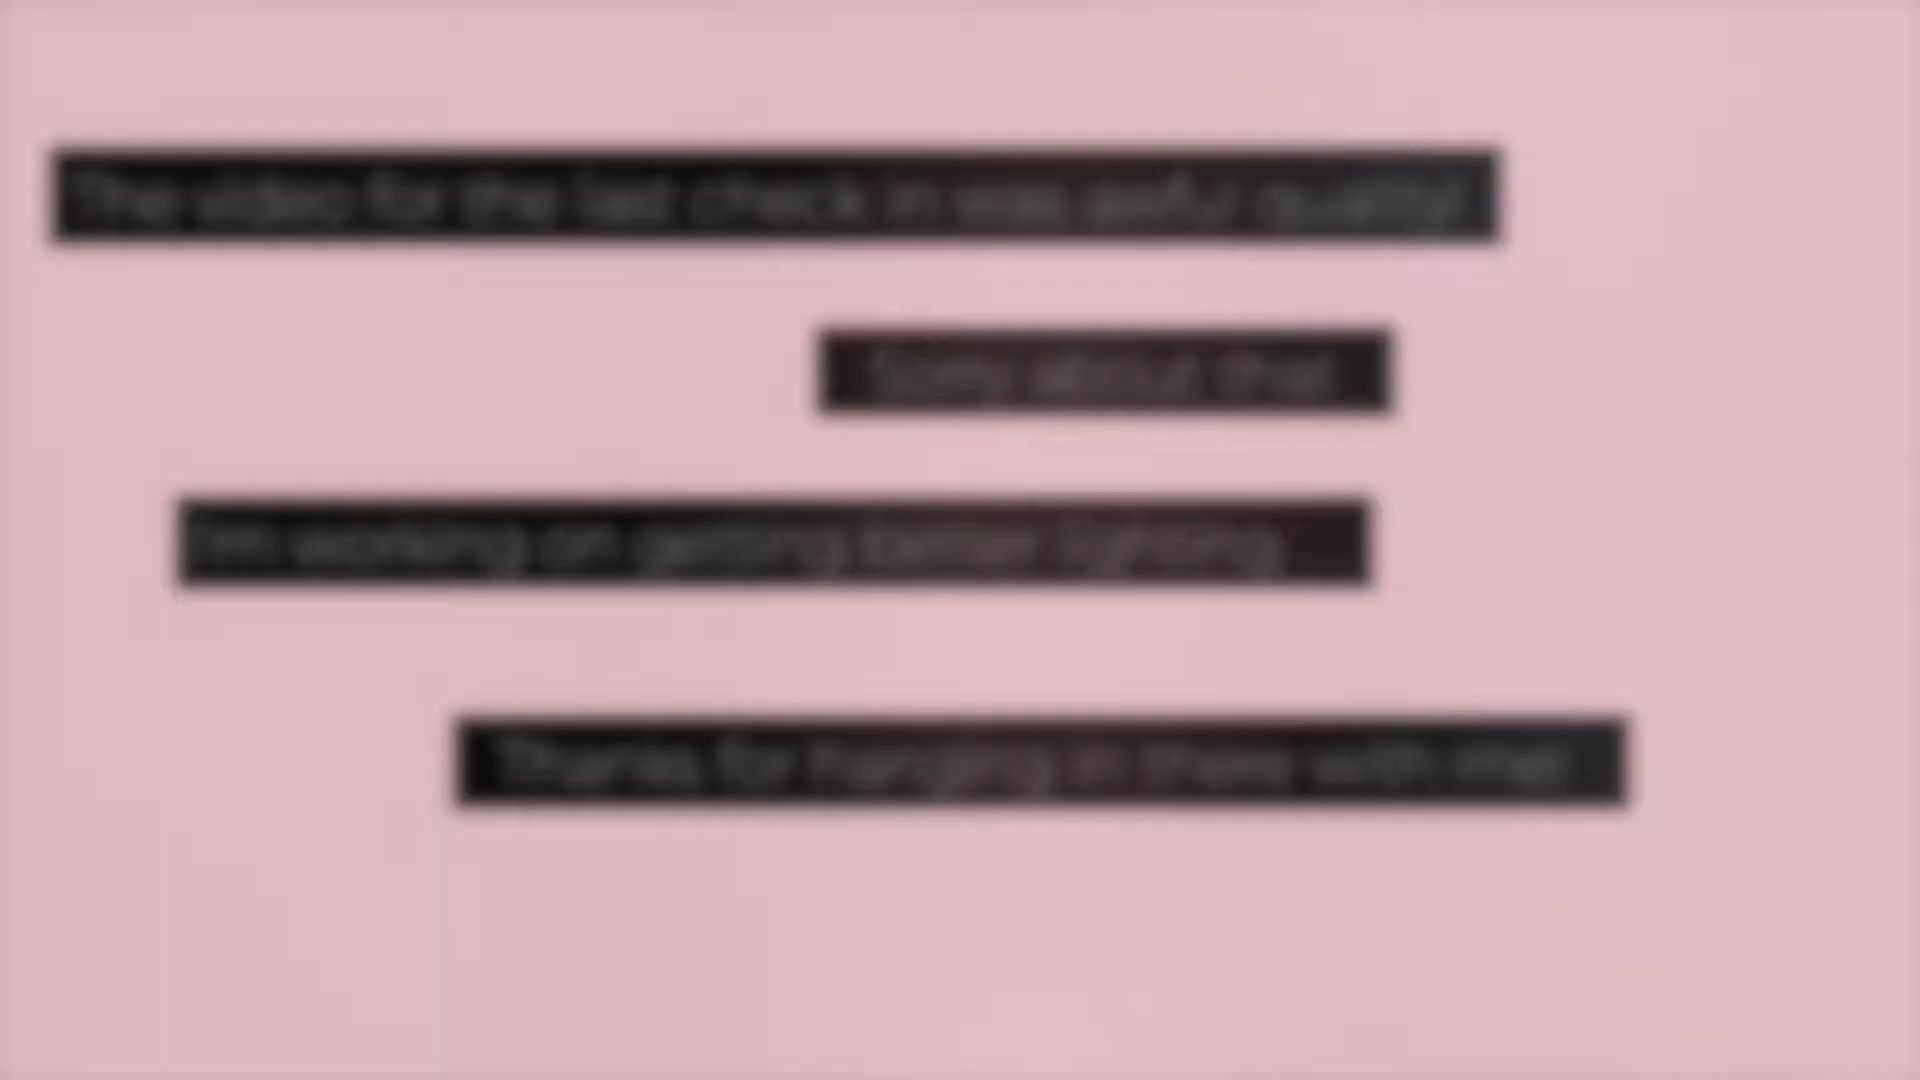 The video for the last check in was awful quality!
Sorry about that
I'm working on getting better lighting
Thanks for hanging in there with me!